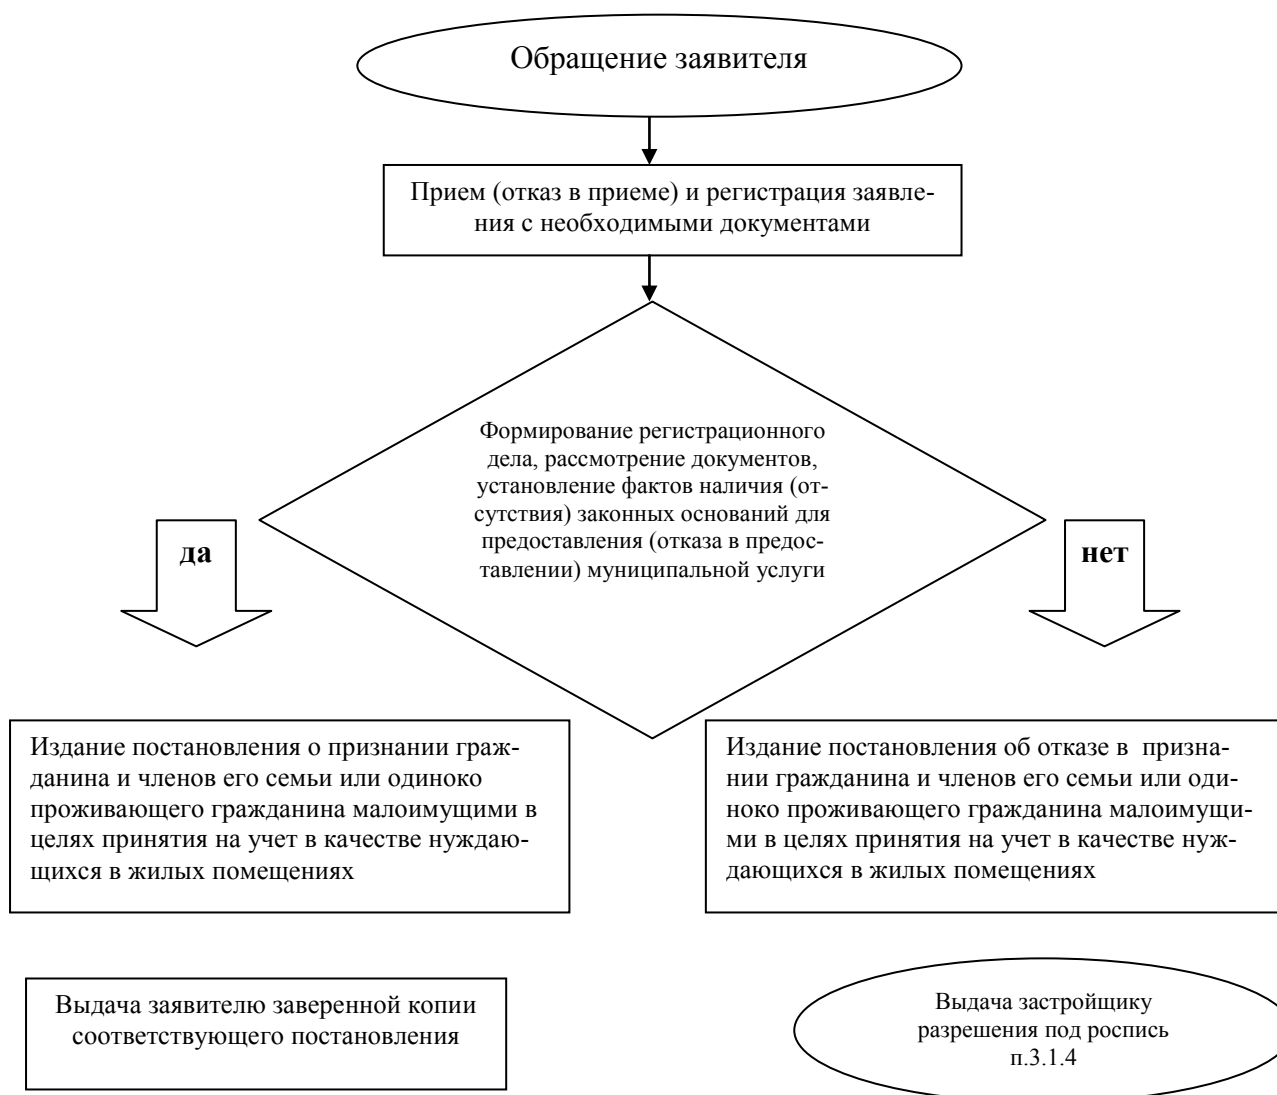 Обращение заявителя
Прием (отказ в приеме) и регистрация заявле-
ния с необходимыми документами
Формирование регистрационного
дела, рассмотрение документов,
установление фактов наличия (от-
сутствия) законных оснований для
предоставления (отказа в предос-
тавлении) муниципальной услуги
да
нет
Издание постановления о признании граж-
данина и членов его семьи или одиноко
проживающего гражданина малоимущими в
целях принятия на учет в качестве нуждаю-
щихся в жилых помещениях
Издание постановления об отказе в  призна-
нии гражданина и членов его семьи или оди-
ноко проживающего гражданина малоимущи-
ми в целях принятия на учет в качестве нуж-
дающихся в жилых помещениях
Выдача заявителю заверенной копии
соответствующего постановления
Выдача застройщику
разрешения под роспись
п.3.1.4